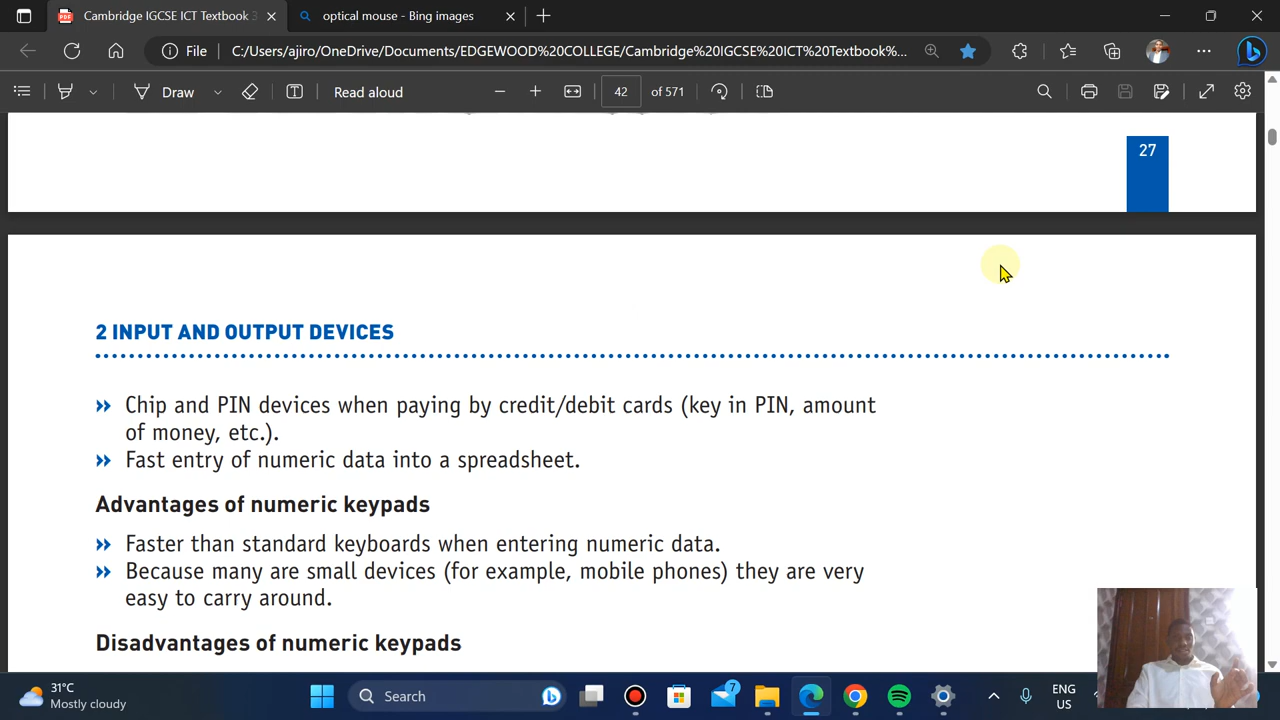 Cambridge IGCSE ICT Textbook 3
optical mouse - Bing images
File
C:/Users/ajiro/OneDrive/Documents/EDGEWOOD%20COLLEGE/Cambridge%20IGCSE%20ICT%20Textbook%...
Draw
Read aloud
42
of 571
27
2 INPUT AND OUTPUT DEVICES
» Chip and PIN devices when paying by credit/debit cards (key in PIN, amount
of money, etc.).
» Fast entry of numeric data into a spreadsheet.
Advantages of numeric keypads
» Faster than standard keyboards when entering numeric data.
» Because many are small devices (for example, mobile phones) they are very
easy to carry around.
Disadvantages of numeric keypads
31°C
Mostly cloudy
Search
7
ENG
US